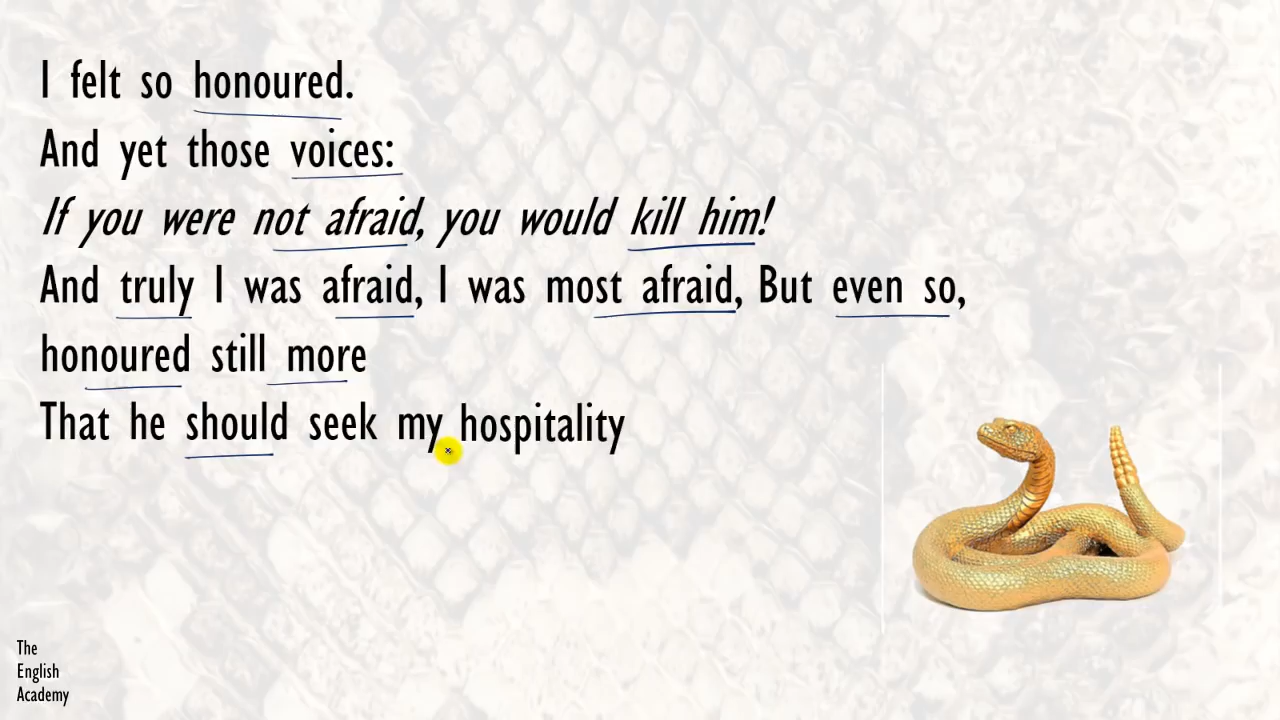 I felt so honoured.
And yet those voices:
If you were not afraid, you would kill him!
And truly I was afraid, I was most afraid, But even so,
honoured still more
That he should seek my hospitality
The
English
Academy